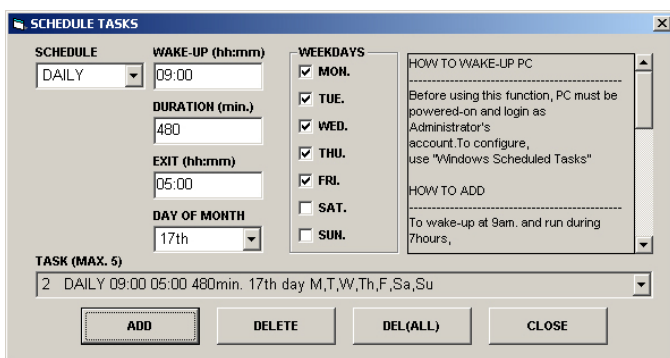 SCHEDULE TASKS
SCHEDULE
DAILY
WAKE-UP (hh:mm)
09:00
DURATION (min.)
480
EXIT (hh:mm)
05:00
DAY OF MONTH
17th
WEEKDAYS
MON.
TUE.
WED.
THU.
FRI.
SAT.
SUN.
HOW TO WAKE-UP PC
------------------------------------------------------
Before using this function, PC must be
powered-on and login as
Administrator's
account.To configure,
use "Windows Scheduled Tasks"
HOW TO ADD
------------------------------------------------------
To wake-up at 9am. and run during
7hours,
TASK (MAX. 5)
2 DAILY 09:00 05:00 480min. 17th day M,T,W,Th,F,Sa,Su
ADD
DELETE
DEL(ALL)
CLOSE